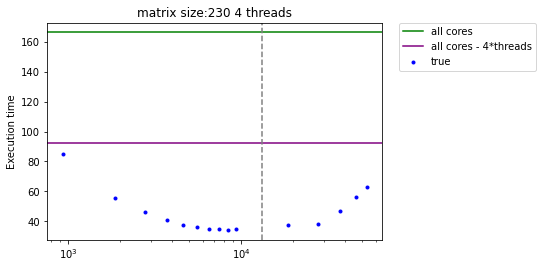 matrix size:230 4 threads
all cores
all cores - 4*threads
true
Execution time
160
140
120
100
80
60
40
10³
10⁴